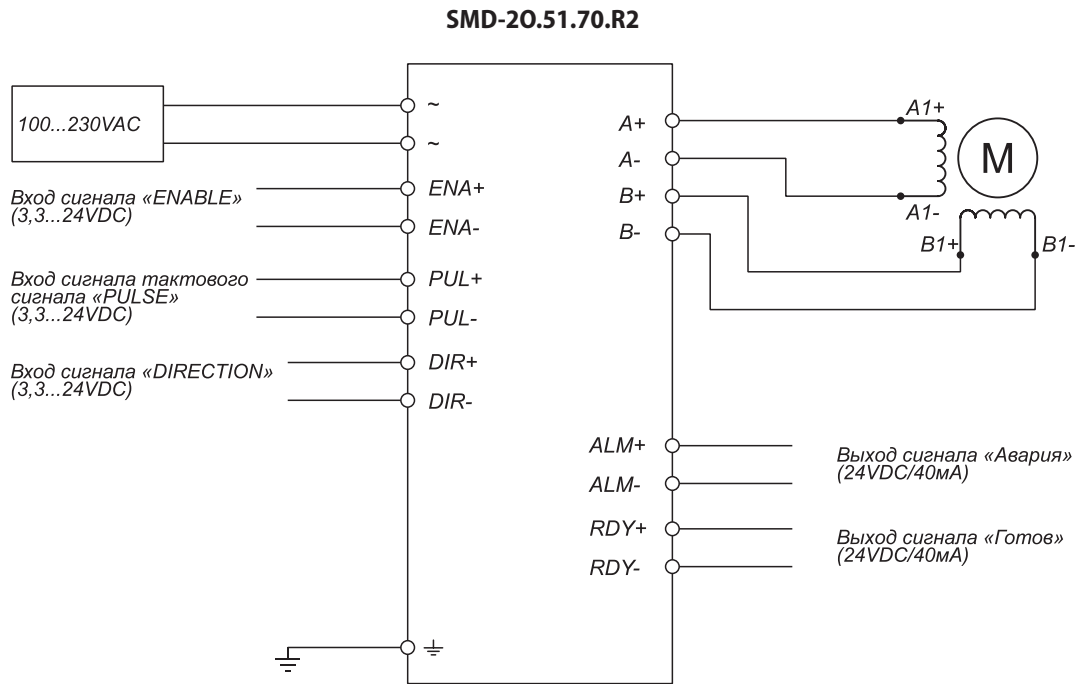 SMD-2O.51.70.R2
100...230VAC
~
~
Вход сигнала «ENABLE»
(3,3...24VDC)
ENA+
ENA-
Вход сигнала тактового
сигнала «PULSE»
(3,3...24VDC)
PUL+
PUL-
Вход сигнала «DIRECTION»
(3,3...24VDC)
DIR+
DIR-
A+
A-
B+
B-
A1+
A1-
M
B1+
B1-
ALM+
ALM-
Выход сигнала «Авария»
(24VDC/40мА)
RDY+
RDY-
Выход сигнала «Готов»
(24VDC/40мА)